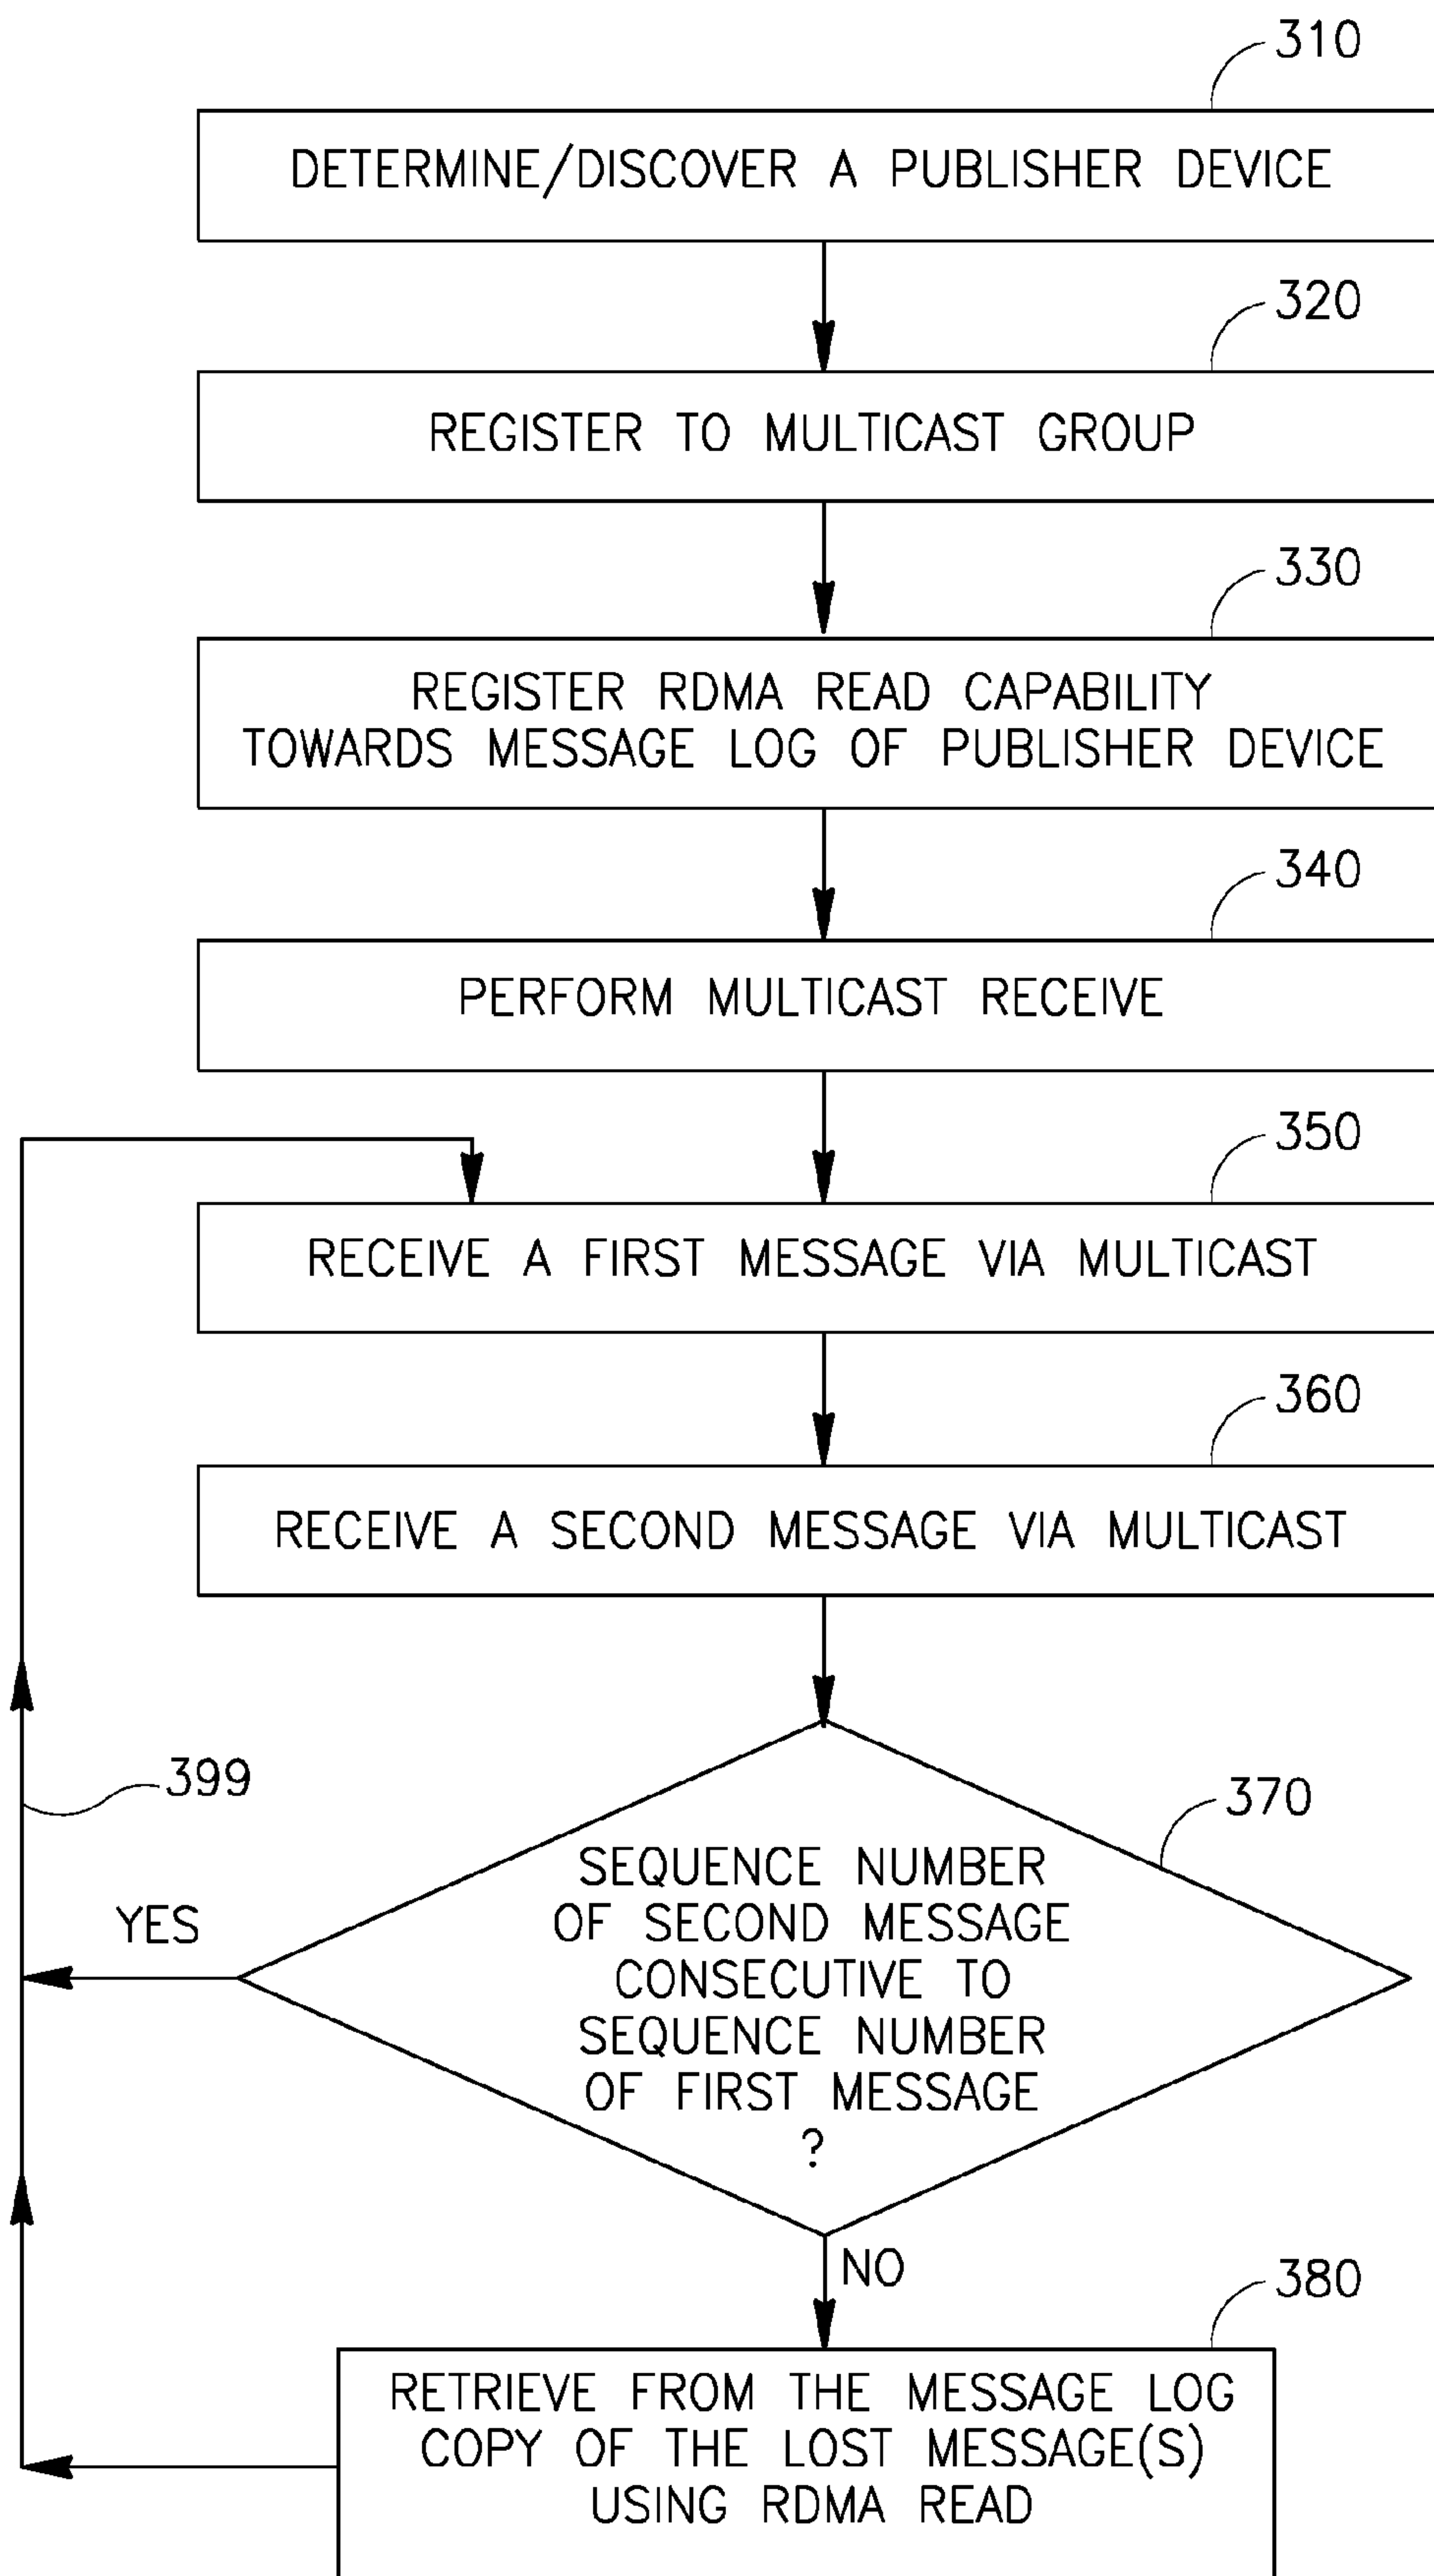 310
DETERMINE/DISCOVER A PUBLISHER DEVICE
320
REGISTER TO MULTICAST GROUP
330
REGISTER RDMA READ CAPABILITY
TOWARDS MESSAGE LOG OF PUBLISHER DEVICE
340
PERFORM MULTICAST RECEIVE
350
RECEIVE A FIRST MESSAGE VIA MULTICAST
360
RECEIVE A SECOND MESSAGE VIA MULTICAST
399
370
SEQUENCE NUMBER
OF SECOND MESSAGE
CONSECUTIVE TO
SEQUENCE NUMBER
OF FIRST MESSAGE
?
YES
NO
380
RETRIEVE FROM THE MESSAGE LOG
COPY OF THE LOST MESSAGE(S)
USING RDMA READ